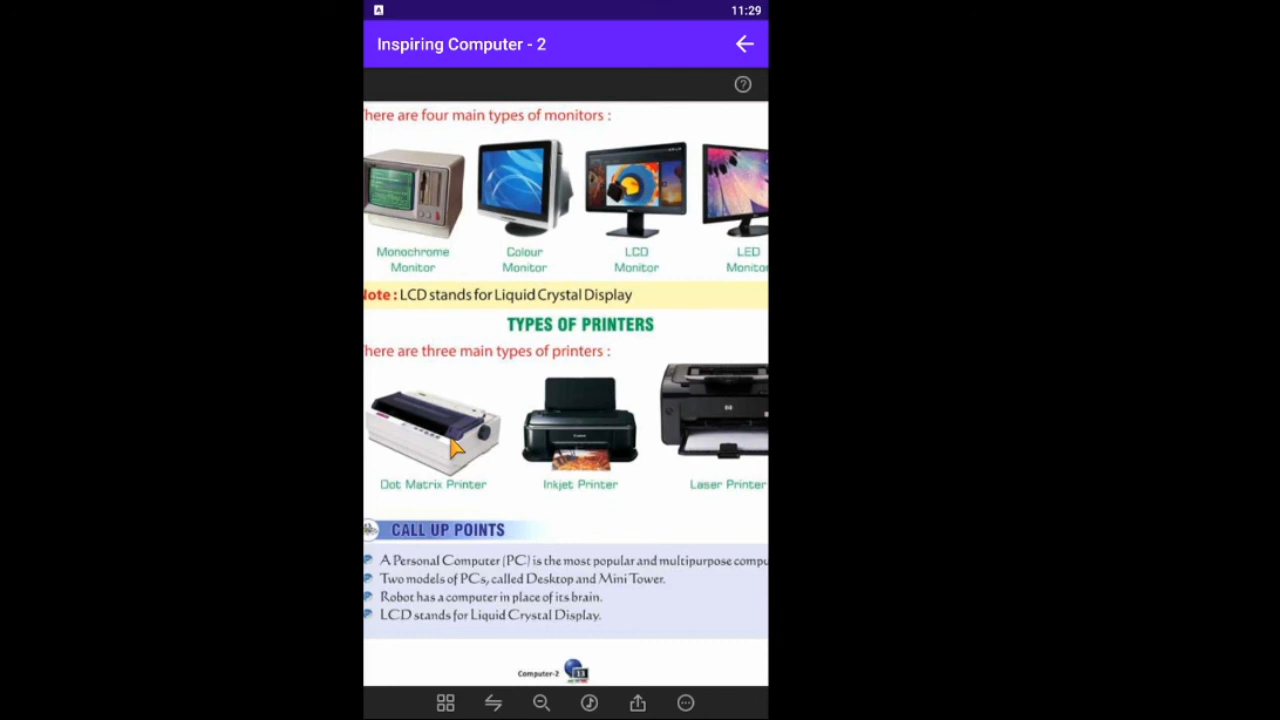 11:29
Inspiring Computer - 2
here are four main types of monitors :
Monochrome Monitor
Colour Monitor
LCD Monitor
LED Monitor
ote : LCD stands for Liquid Crystal Display
TYPES OF PRINTERS
here are three main types of printers :
Dot Matrix Printer
Inkjet Printer
Laser Printer
CALL UP POINTS
A Personal Computer (PC) is the most popular and multipurpose compu
Two models of PCs, called Desktop and Mini Tower.
Robot has a computer in place of its brain.
LCD stands for Liquid Crystal Display.
Computer-2 13